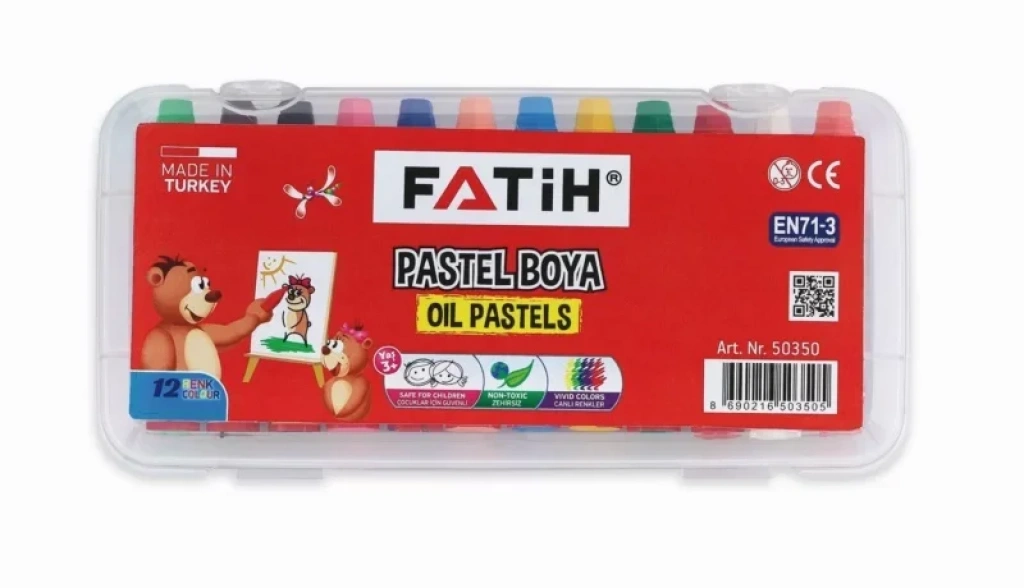 MADE IN
TURKEY
FATiH®
0-3
CE
EN71-3
European Safety Approval
PASTEL BOYA
OIL PASTELS
Yaş
3+
SAFE FOR CHILDREN
ÇOCUKLAR İÇİN GÜVENLİ
NON-TOXIC
ZEHİRSİZ
VIVID COLORS
CANLI RENKLER
12 RENK
COLOUR
Art. Nr. 50350
8 690216 503505